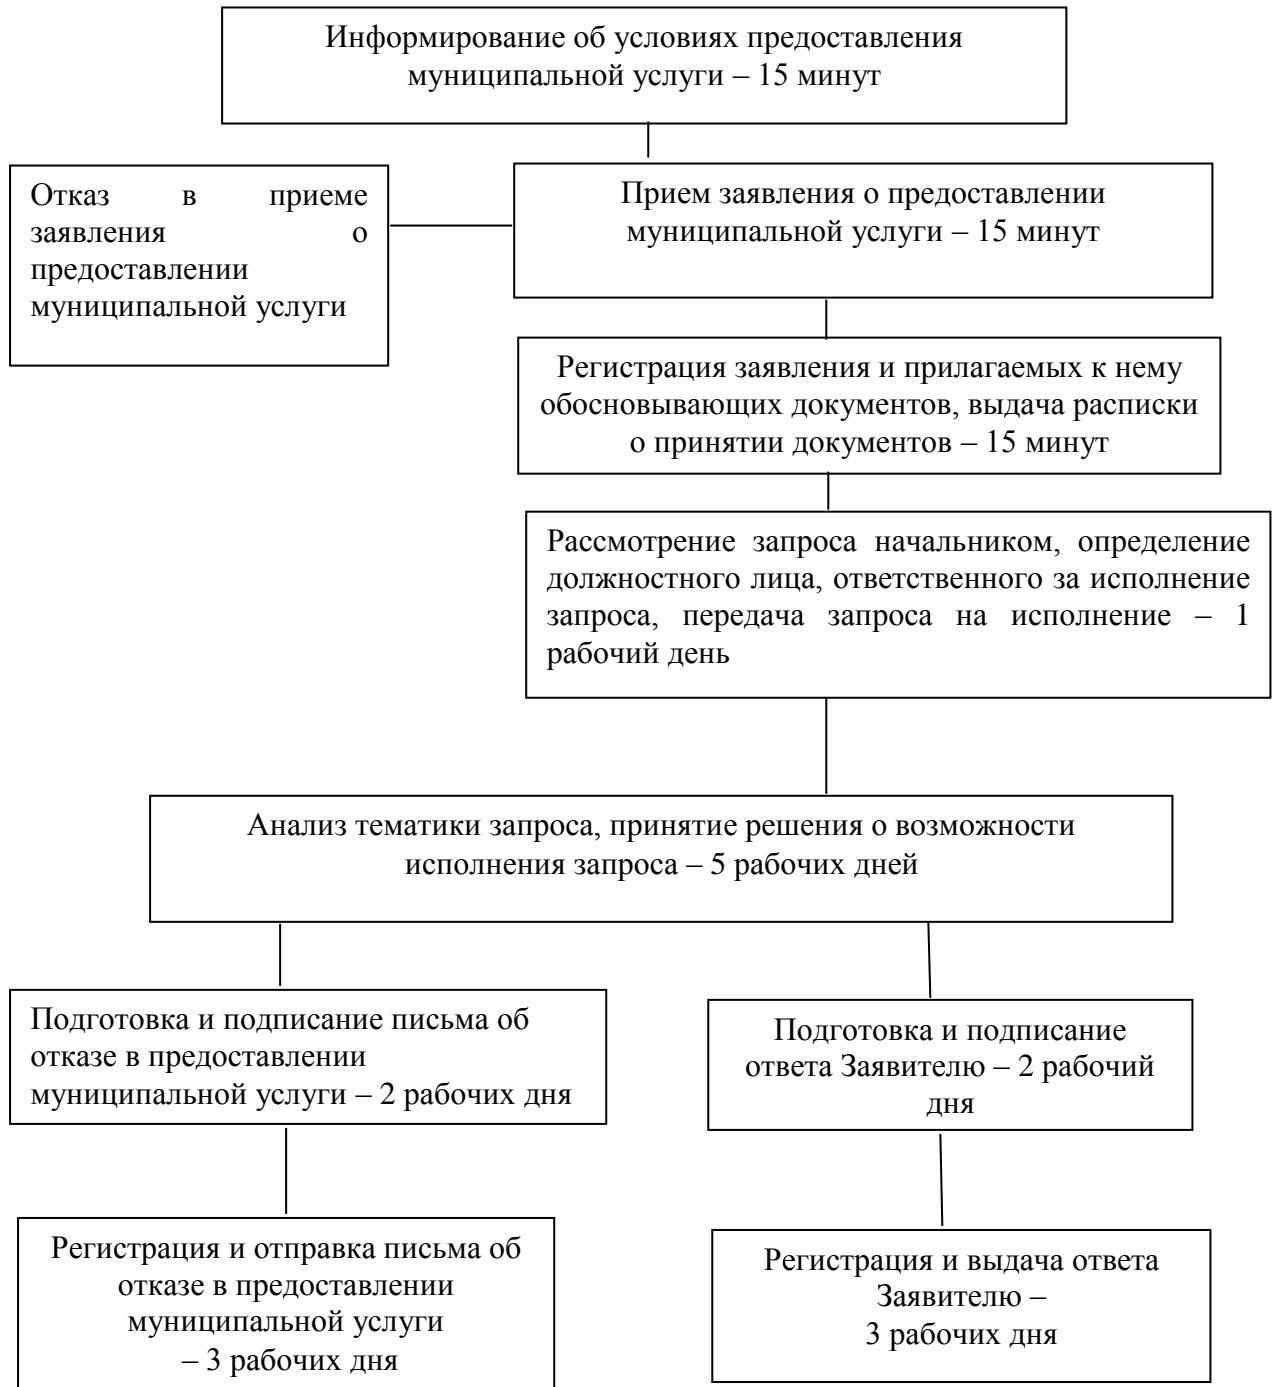 Информирование об условиях предоставления
муниципальной услуги – 15 минут
Отказ в приеме
заявления о
предоставлении
муниципальной услуги
Прием заявления о предоставлении
муниципальной услуги – 15 минут
Регистрация заявления и прилагаемых к нему
обосновывающих документов, выдача расписки
о принятии документов – 15 минут
Рассмотрение запроса начальником, определение
должностного лица, ответственного за исполнение
запроса, передача запроса на исполнение – 1
рабочий день
Анализ тематики запроса, принятие решения о возможности
исполнения запроса – 5 рабочих дней
Подготовка и подписание письма об
отказе в предоставлении
муниципальной услуги – 2 рабочих дня
Подготовка и подписание
ответа Заявителю – 2 рабочий
дня
Регистрация и отправка письма об
отказе в предоставлении
муниципальной услуги
– 3 рабочих дня
Регистрация и выдача ответа
Заявителю –
3 рабочих дня